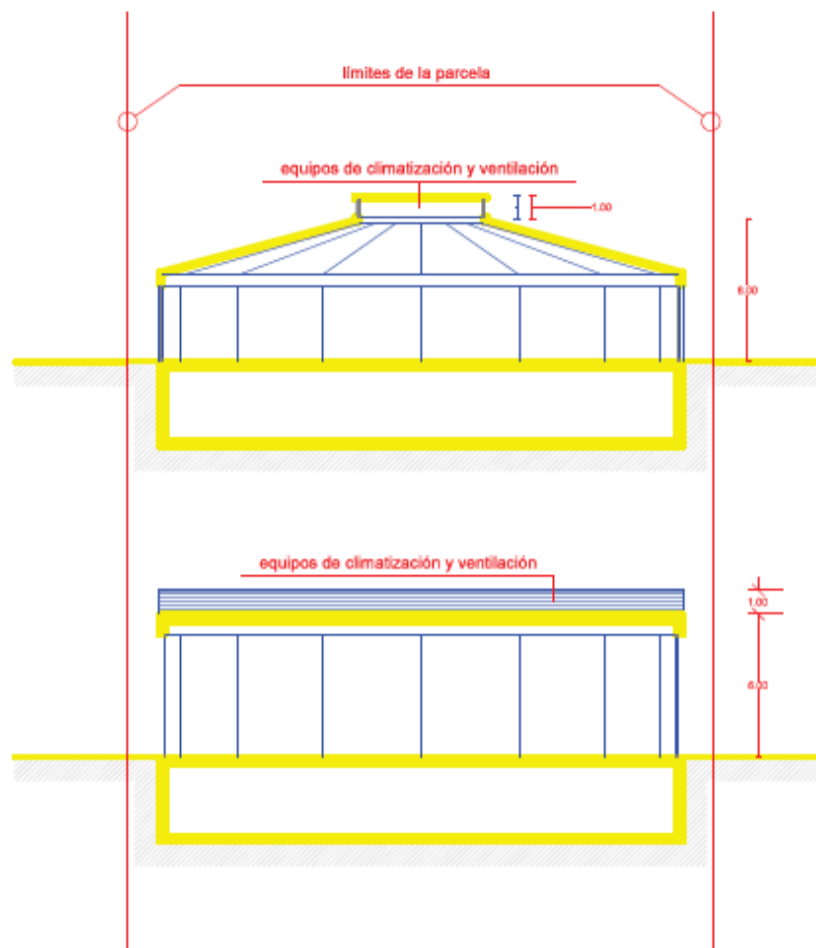 límites de la parcela
equipos de climatización y ventilación
1.00
6.00
equipos de climatización y ventilación
1.00
6.00